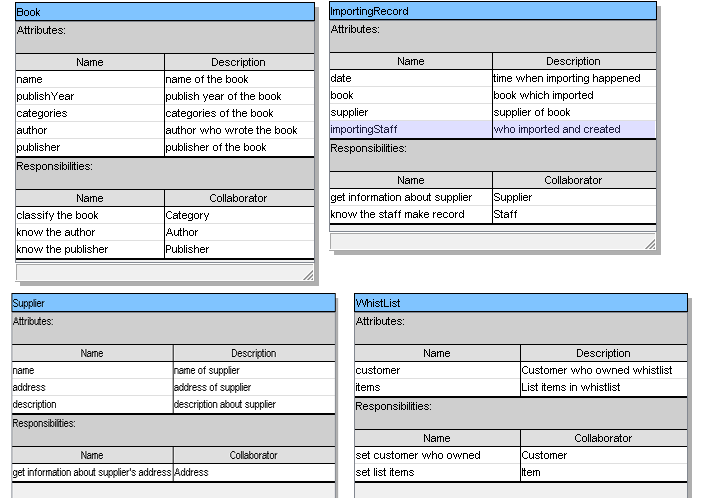 Book
Attributes:
Name Description
name name of the book
publishYear publish year of the book
categories categories of the book
author author who wrote the book
publisher publisher of the book
Responsibilities:
Name Collaborator
classify the book Category
know the author Author
know the publisher Publisher
ImportingRecord
Attributes:
Name Description
date time when importing happened
book book which imported
supplier supplier of book
importingStaff who imported and created
Responsibilities:
Name Collaborator
get information about supplier Supplier
know the staff make record Staff
Supplier
Attributes:
Name Description
name name of supplier
address address of supplier
description description about supplier
Responsibilities:
Name Collaborator
get information about supplier's address Address
WhistList
Attributes:
Name Description
customer Customer who owned whistlist
items List items in whistlist
Responsibilities:
Name Collaborator
set customer who owned Customer
set list items Item